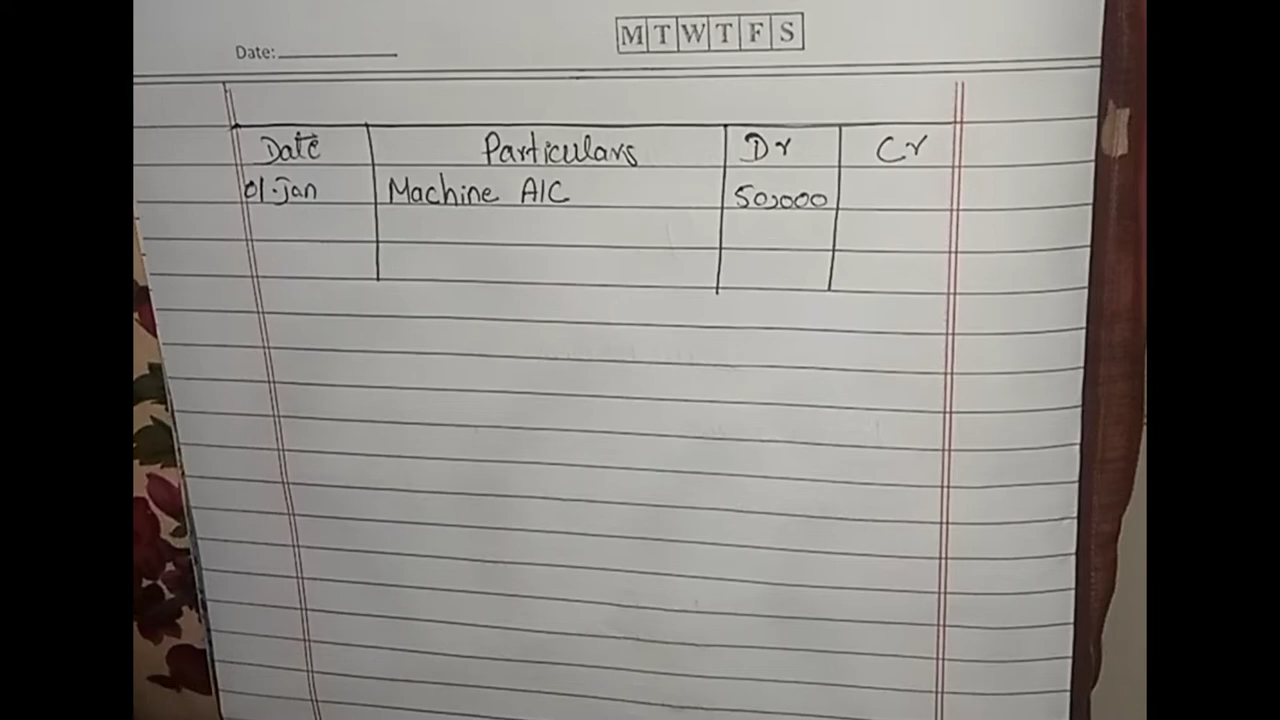 Date: M T W T F S
Date Particulars Dr Cr
01·Jan Machine A/C 50,000